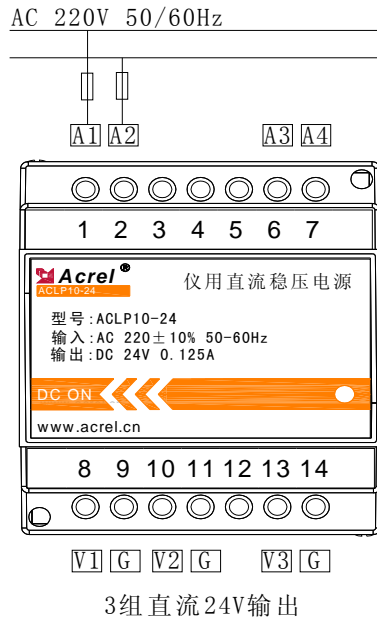 AC 220V 50/60Hz
A1 A2 A3 A4
1 2 3 4 5 6 7
Acrel ®
仪用直流稳压电源
ACLP10-24
型号:ACLP10-24
输入:AC 220±10% 50-60Hz
输出:DC 24V 0.125A
DC ON
www.acrel.cn
8 9 10 11 12 13 14
V1 G V2 G V3 G
3组直流24V输出